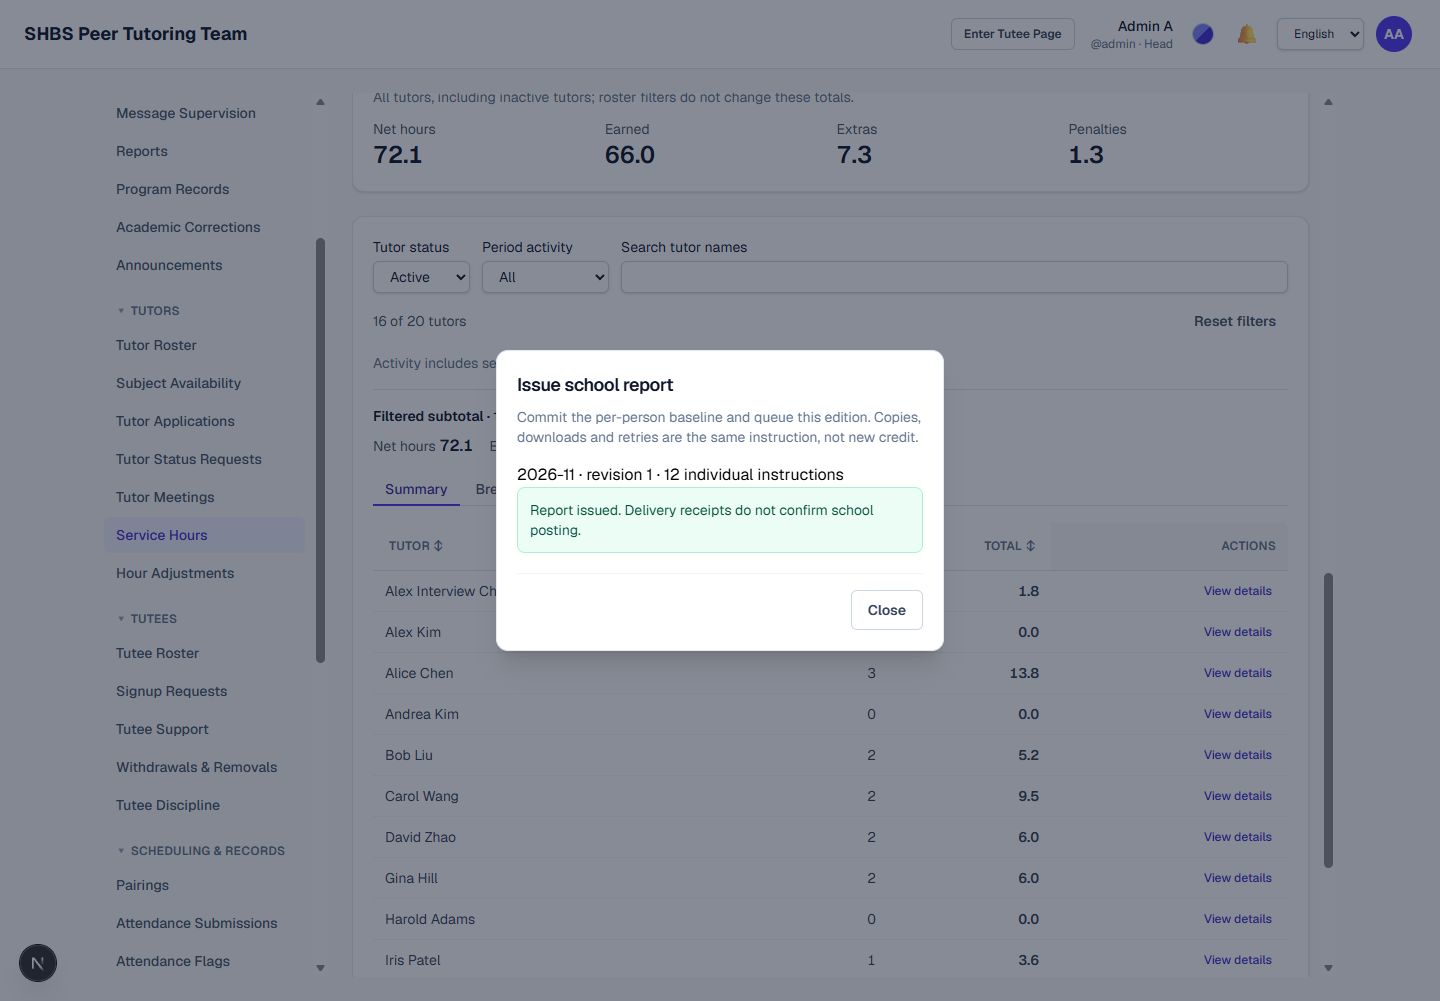 SHBS Peer Tutoring Team
Enter Tutee Page
Admin A
@admin · Head
English
AA
Message Supervision
Reports
Program Records
Academic Corrections
Announcements
TUTORS
Tutor Roster
Subject Availability
Tutor Applications
Tutor Status Requests
Tutor Meetings
Service Hours
Hour Adjustments
TUTEES
Tutee Roster
Signup Requests
Tutee Support
Withdrawals & Removals
Tutee Discipline
SCHEDULING & RECORDS
Pairings
Attendance Submissions
Attendance Flags
N
All tutors, including inactive tutors; roster filters do not change these totals.
Net hours Earned Extras Penalties
72.1 66.0 7.3 1.3
Tutor status Period activity Search tutor names
Active All
16 of 20 tutors Reset filters
Activity includes
Filtered subtotal ·
Net hours 72.1
Summary
TUTOR TOTAL ACTIONS
Alex Interview 1.8 View details
Alex Kim 0.0 View details
Alice Chen 3 13.8 View details
Andrea Kim 0 0.0 View details
Bob Liu 2 5.2 View details
Carol Wang 2 9.5 View details
David Zhao 2 6.0 View details
Gina Hill 2 6.0 View details
Harold Adams 0 0.0 View details
Iris Patel 1 3.6 View details
Issue school report
Commit the per-person baseline and queue this edition. Copies,
downloads and retries are the same instruction, not new credit.
2026-11 · revision 1 · 12 individual instructions
Report issued. Delivery receipts do not confirm school
posting.
Close